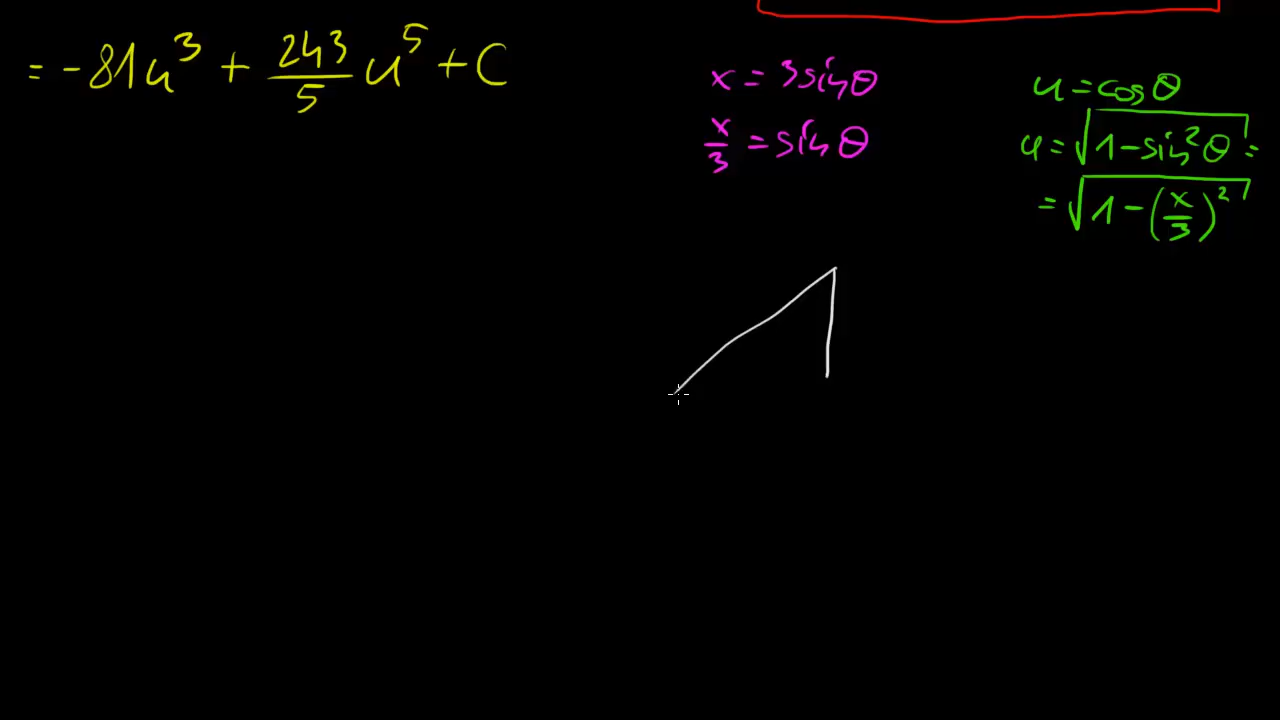 = -81u³ + 243/5 u⁵ + C
x = 3sinθ
x/3 = sinθ
u = cosθ
u = √(1-sin²θ) =
= √(1-(x/3)²)